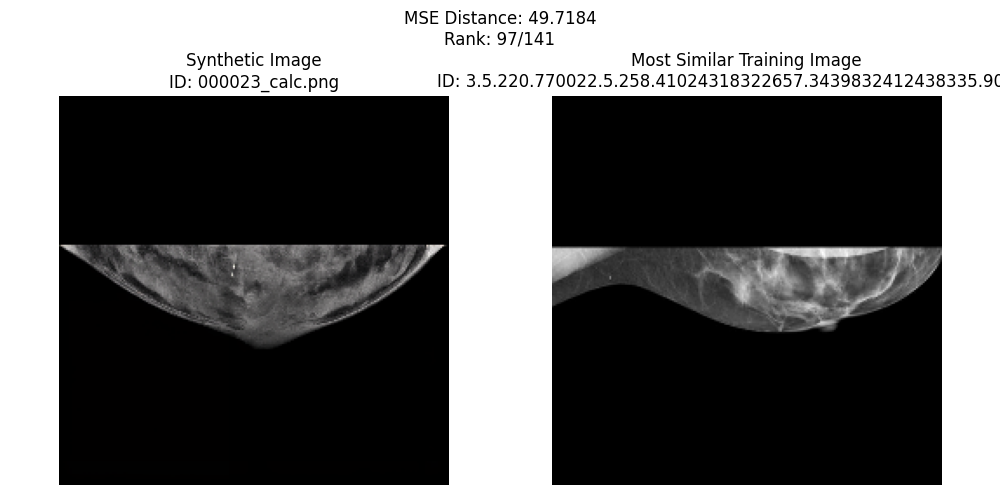 MSE Distance: 49.7184
Rank: 97/141
Synthetic Image
ID: 000023_calc.png
Most Similar Training Image
ID: 3.5.220.770022.5.258.41024318322657.3439832412438335.90